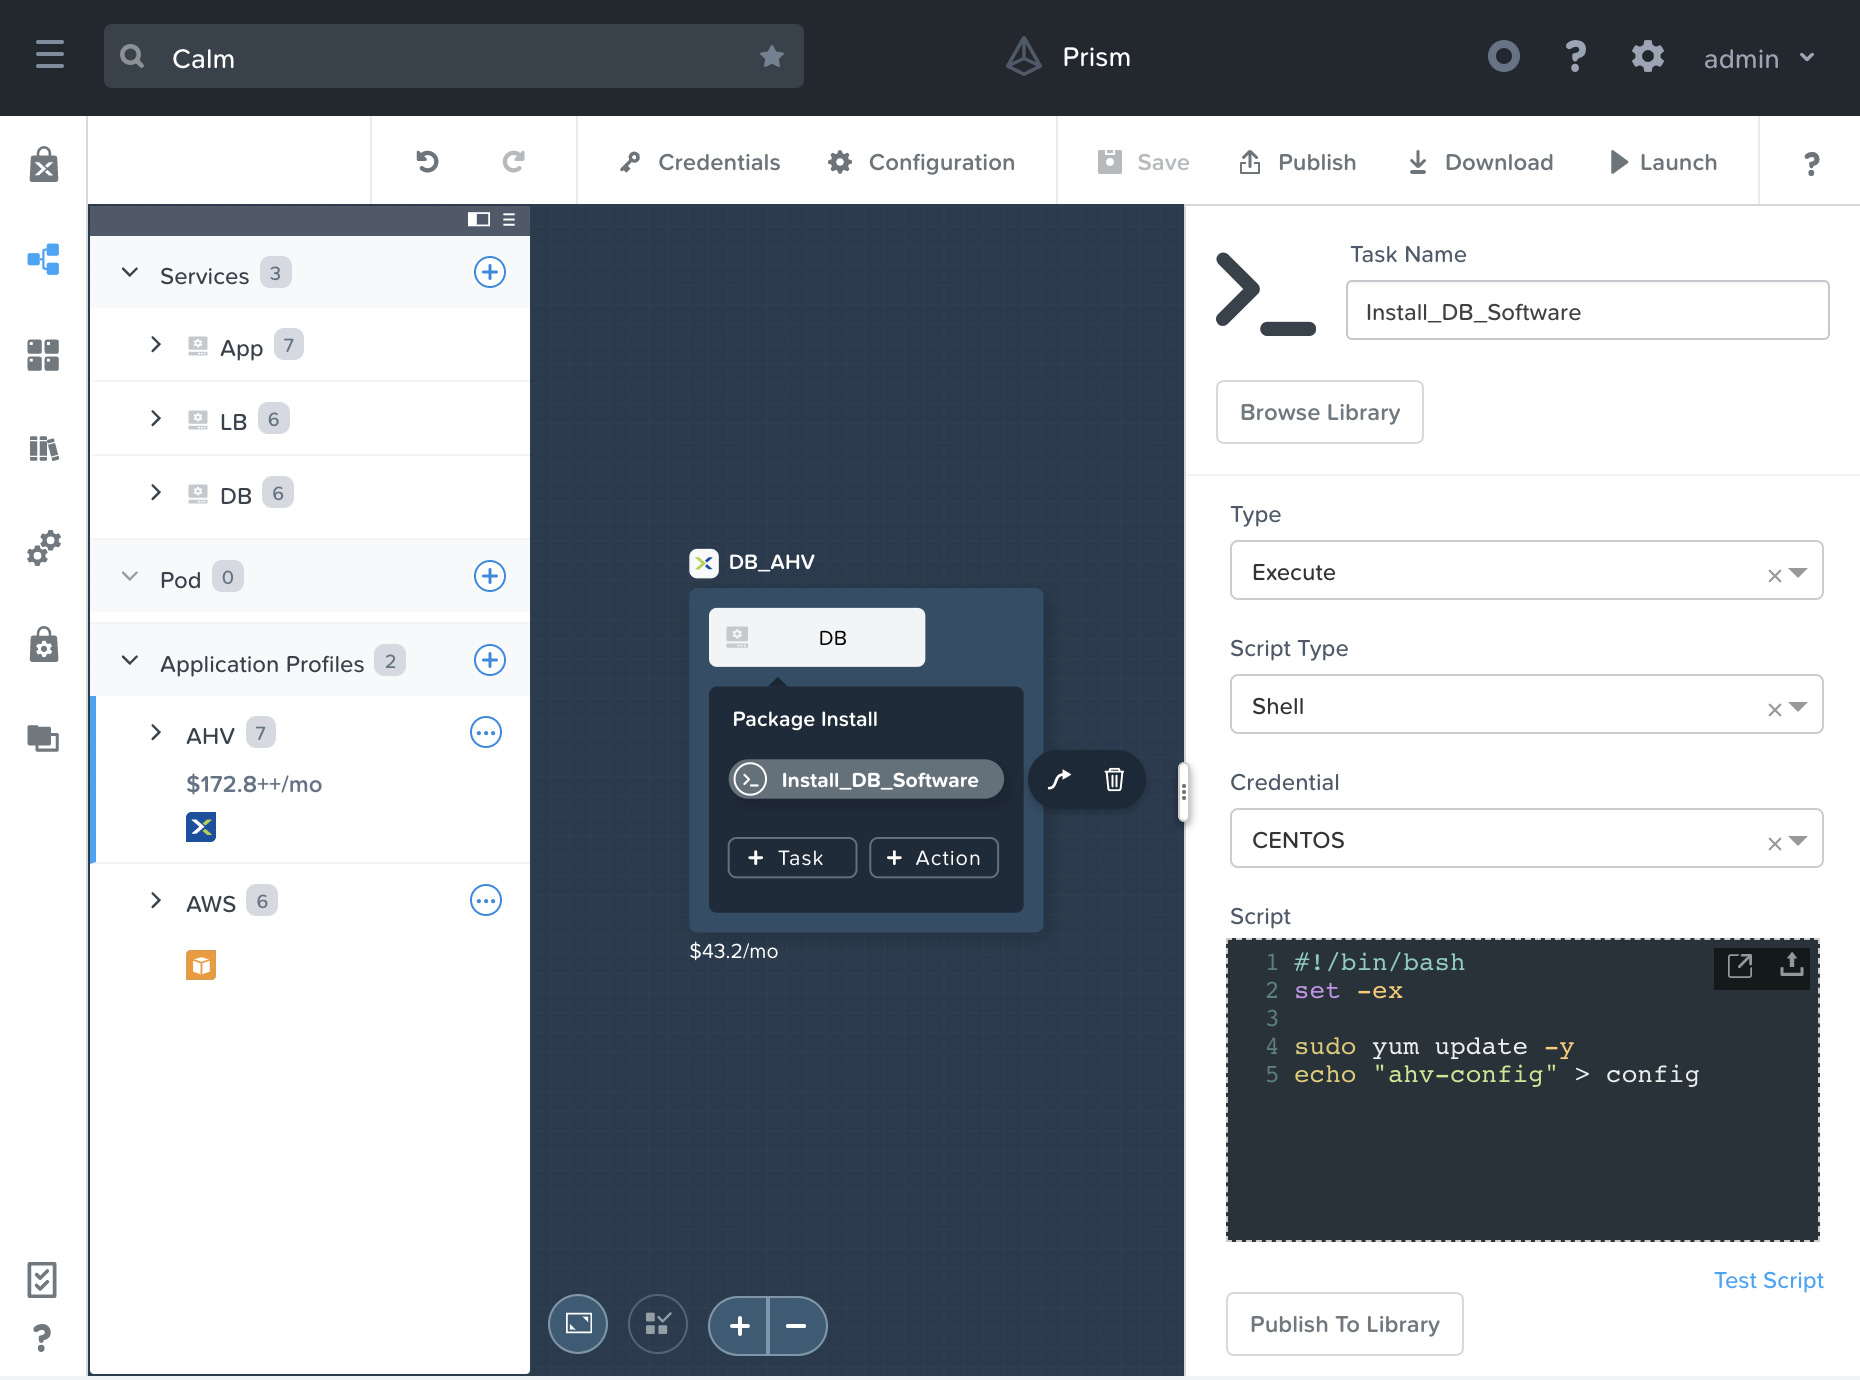 Calm
Prism
admin
Credentials
Configuration
Save
Publish
Download
Launch
Services 3
App 7
LB 6
DB 6
Pod 0
Application Profiles 2
AHV 7
$172.8++/mo
AWS 6
DB_AHV
DB
Package Install
Install_DB_Software
+ Task
+ Action
$43.2/mo
Task Name
Install_DB_Software
Browse Library
Type
Execute
Script Type
Shell
Credential
CENTOS
Script
1 #!/bin/bash
2 set -ex
3
4 sudo yum update -y
5 echo "ahv-config" > config
Test Script
Publish To Library